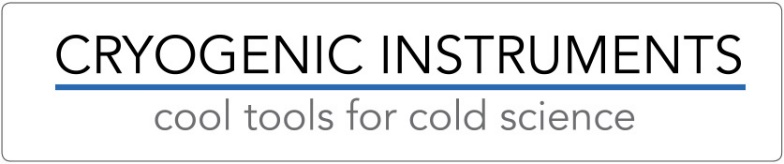 CRYOGENIC INSTRUMENTS
cool tools for cold science